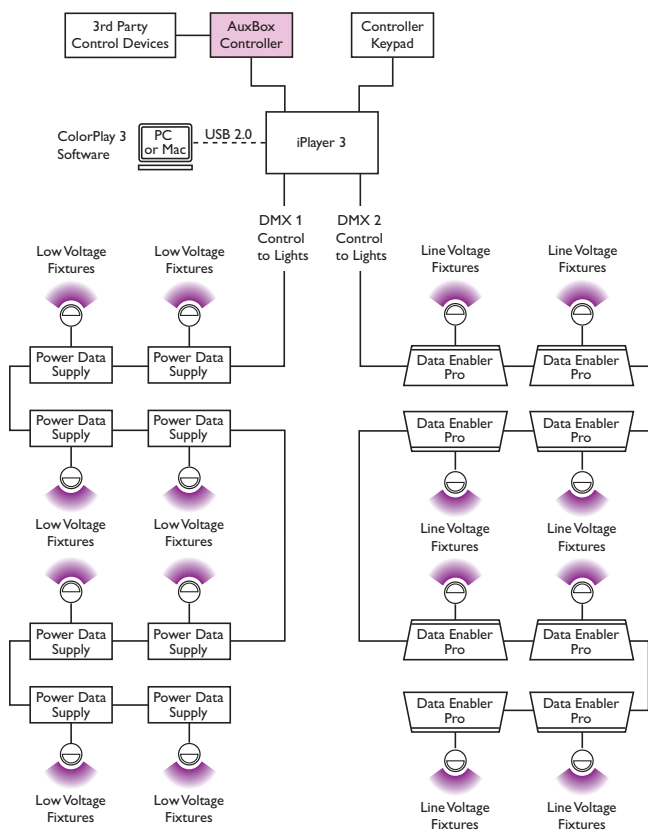 3rd Party
Control Devices
AuxBox
Controller
Controller
Keypad
ColorPlay 3
Software
PC
or Mac
USB 2.0
iPlayer 3
DMX 1
Control
to Lights
DMX 2
Control
to Lights
Low Voltage
Fixtures
Low Voltage
Fixtures
Line Voltage
Fixtures
Line Voltage
Fixtures
Power Data
Supply
Power Data
Supply
Data Enabler
Pro
Data Enabler
Pro
Power Data
Supply
Power Data
Supply
Data Enabler
Pro
Data Enabler
Pro
Low Voltage
Fixtures
Low Voltage
Fixtures
Line Voltage
Fixtures
Line Voltage
Fixtures
Power Data
Supply
Power Data
Supply
Data Enabler
Pro
Data Enabler
Pro
Power Data
Supply
Power Data
Supply
Data Enabler
Pro
Data Enabler
Pro
Low Voltage
Fixtures
Low Voltage
Fixtures
Line Voltage
Fixtures
Line Voltage
Fixtures